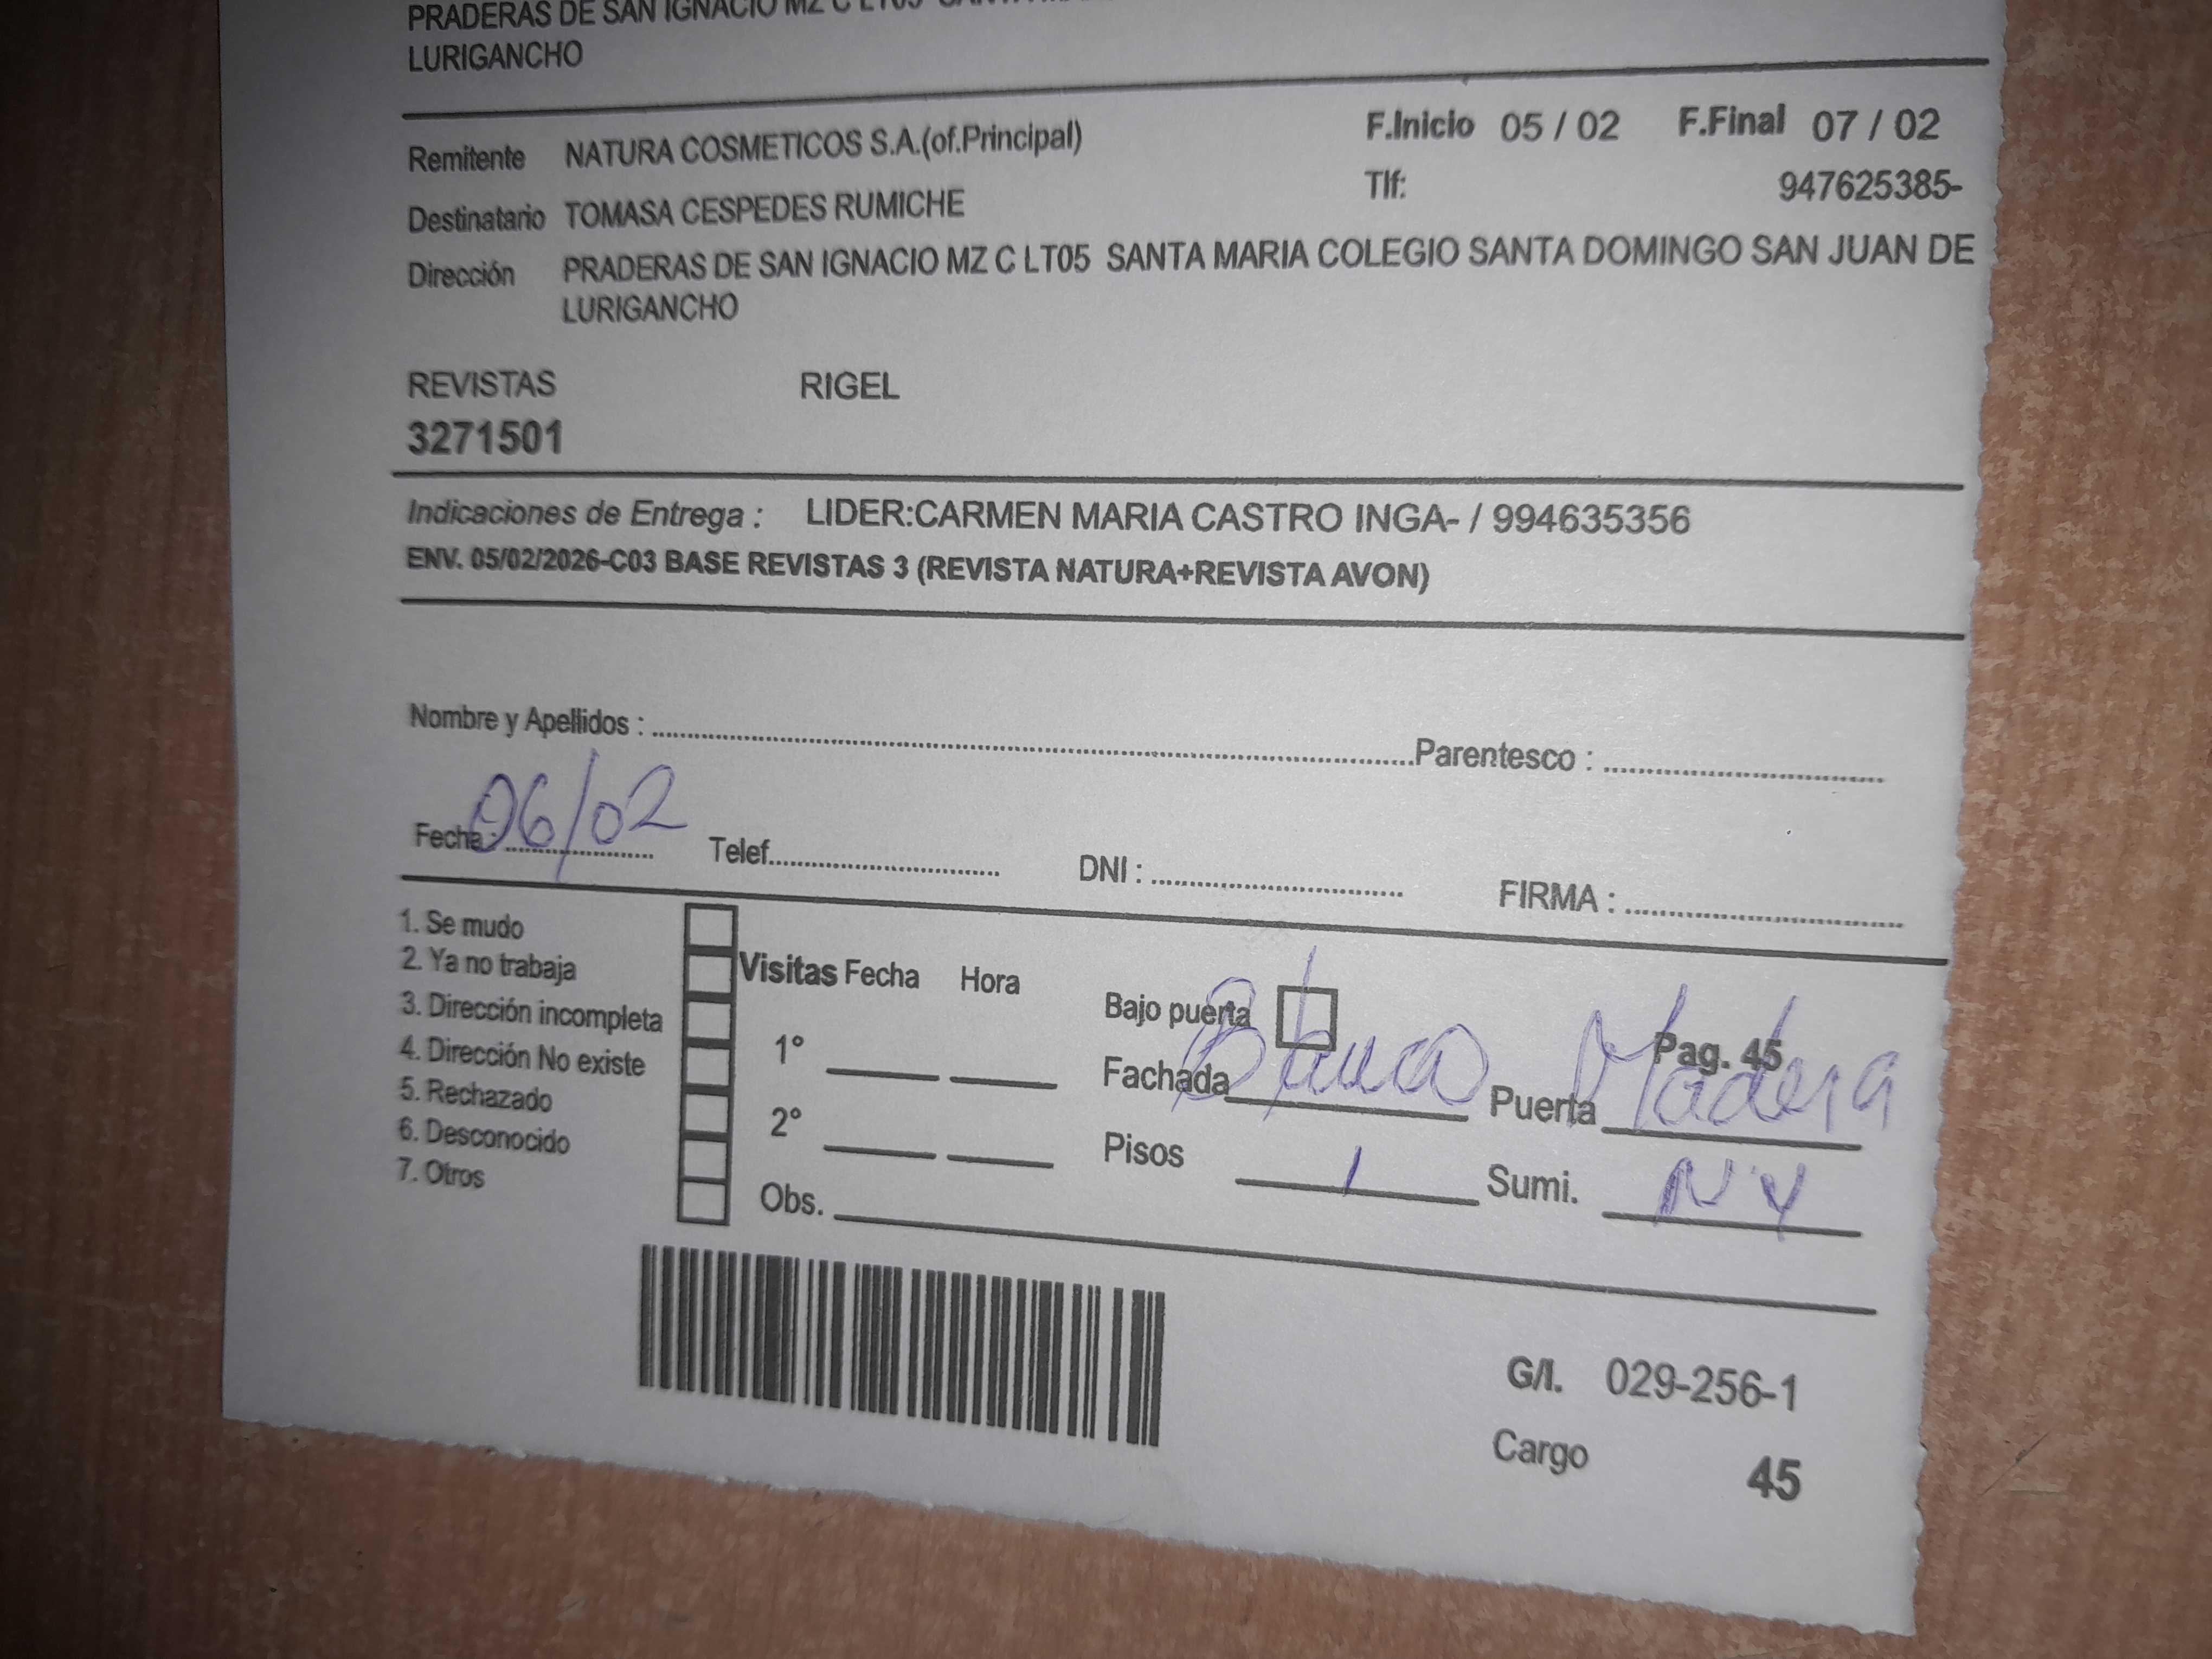 PRADERAS DE SAN IGNACIO MZ C LT05
LURIGANCHO
Remitente NATURA COSMETICOS S.A.(of.Principal) F.Inicio 05 / 02 F.Final 07 / 02
Destinatario TOMASA CESPEDES RUMICHE Tlf: 947625385-
Dirección PRADERAS DE SAN IGNACIO MZ C LT05 SANTA MARIA COLEGIO SANTA DOMINGO SAN JUAN DE
LURIGANCHO
REVISTAS RIGEL
3271501
Indicaciones de Entrega : LIDER:CARMEN MARIA CASTRO INGA- / 994635356
ENV. 05/02/2026-C03 BASE REVISTAS 3 (REVISTA NATURA+REVISTA AVON)
Nombre y Apellidos : Parentesco :
Fecha : 06/02 Telef. DNI : FIRMA :
1. Se mudo
2. Ya no trabaja
3. Dirección incompleta
4. Dirección No existe
5. Rechazado
6. Desconocido
7. Otros
Visitas Fecha Hora
1°
2°
Obs.
Bajo puerta Pag. 45
Fachada Blanco Puerta Madera
Pisos 1 Sumi.
G/I. 029-256-1
Cargo 45